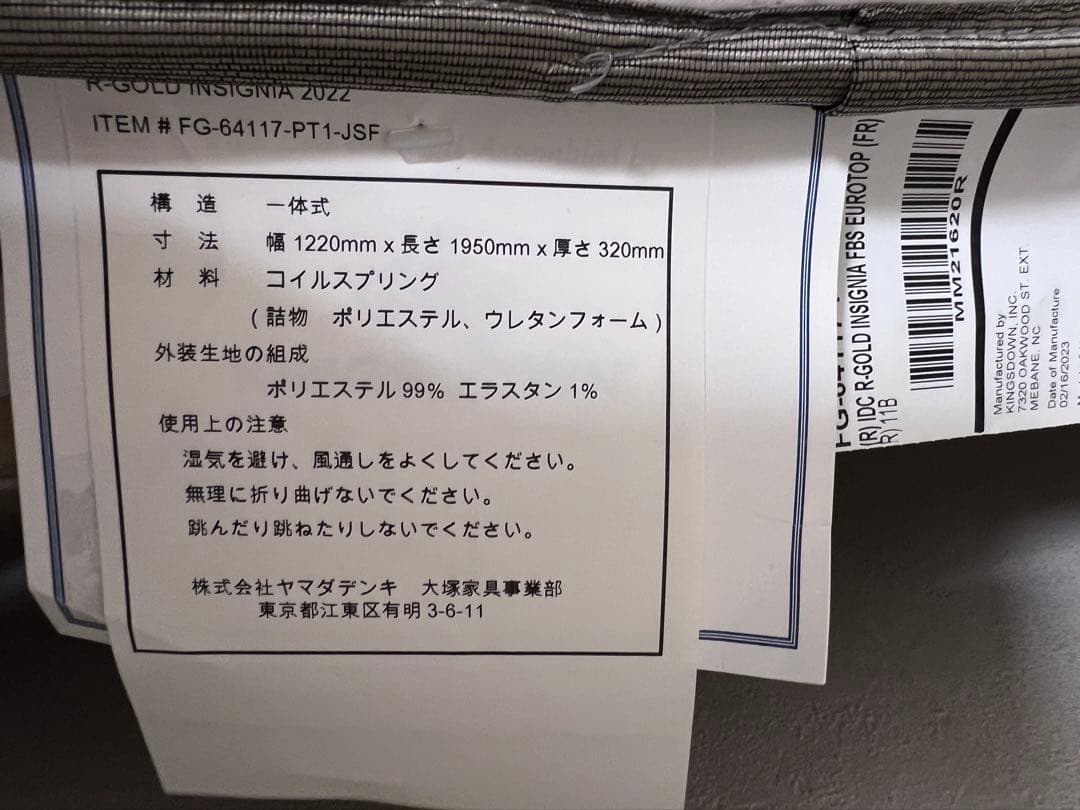 R-GOLD INSIGNIA 2022
ITEM # FG-64117-PT1-JSF
構 造 一体式
寸 法 幅 1220mm x 長さ 1950mm x 厚さ 320mm
材 料 コイルスプリング
( 詰物 ポリエステル、ウレタンフォーム )
外装生地の組成
ポリエステル 99% エラスタン 1%
使用上の注意
湿気を避け、風通しをよくしてください。
無理に折り曲げないでください。
跳んだり跳ねたりしないでください。
株式会社ヤマダデンキ 大塚家具事業部
東京都江東区有明 3-6-11
(R) IDC R-GOLD INSIGNIA FBS EUROTOP (FR)
R) 11B
MM21620R
Manufactured by
KINGSDOWN, INC.
7320 OAKWOOD ST. EXT.
MEBANE, NC
Date of Manufacture
02/16/2023